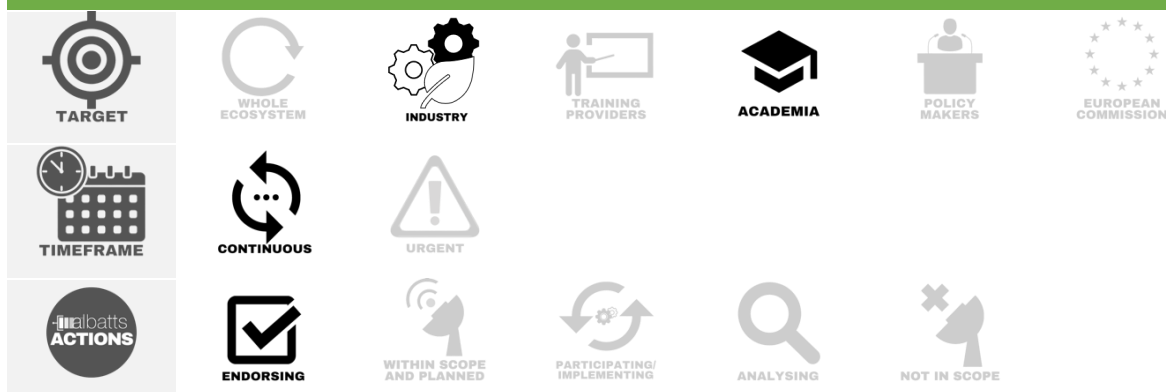 TARGET
WHOLE
ECOSYSTEM
INDUSTRY
TRAINING
PROVIDERS
ACADEMIA
POLICY
MAKERS
EUROPEAN
COMMISSION
TIMEFRAME
CONTINUOUS
URGENT
albatts
ACTIONS
ENDORSING
WITHIN SCOPE
AND PLANNED
PARTICIPATING/
IMPLEMENTING
ANALYSING
NOT IN SCOPE